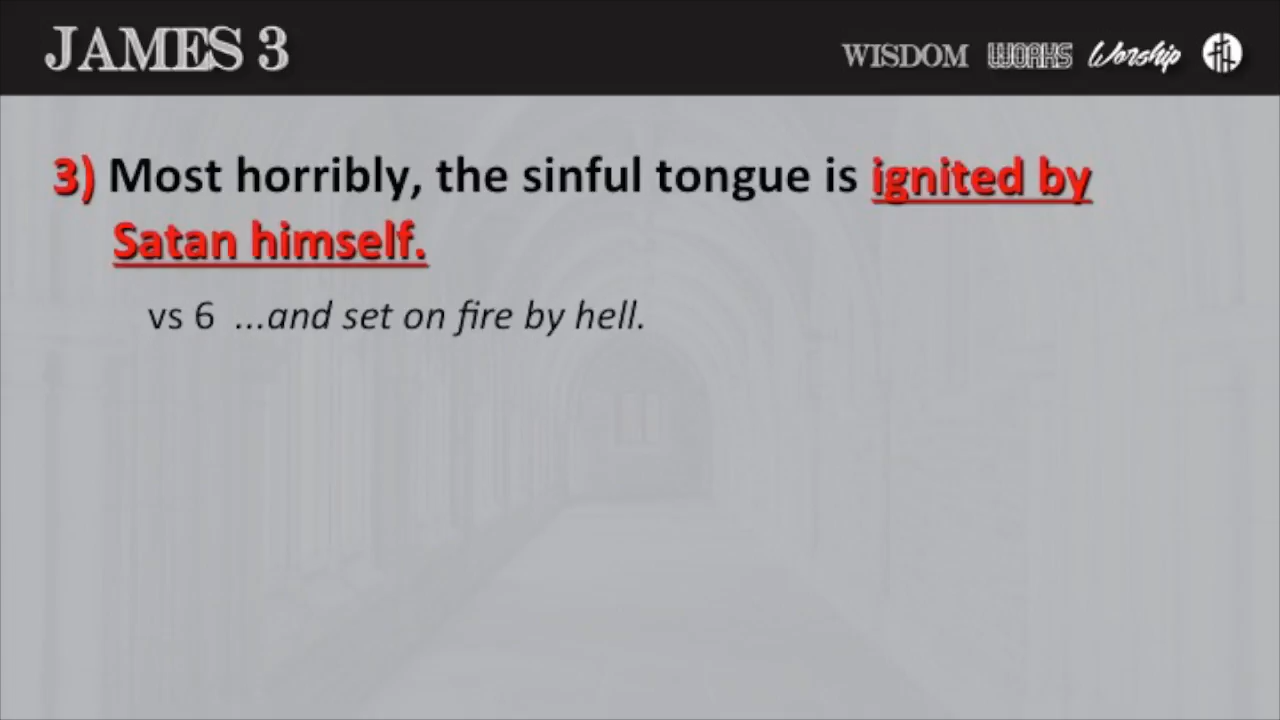 JAMES 3
WISDOM WORKS Worship
3) Most horribly, the sinful tongue is ignited by
Satan himself.
vs 6 ...and set on fire by hell.